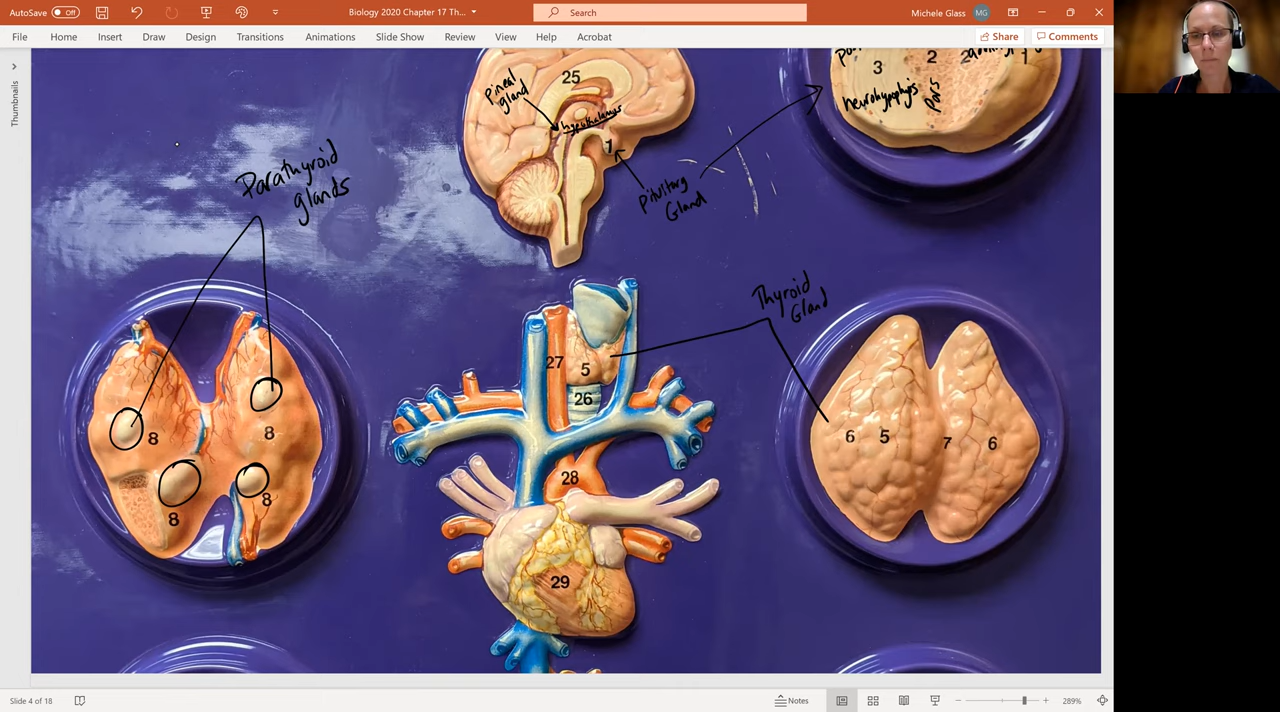 AutoSave Off
Biology 2020 Chapter 17 Th...
Search
Michele Glass MG
File Home Insert Draw Design Transitions Animations Slide Show Review View Help Acrobat
Share Comments
Thumbnails
25
Pineal
gland
hypothalamus
1
Pituitary
Gland
3
2
2
1
neurohypophysis
pars
Parathyroid
glands
8
8
8
8
27
5
26
28
29
Thyroid
Gland
6 5 7 6
Slide 4 of 18
Notes
289%